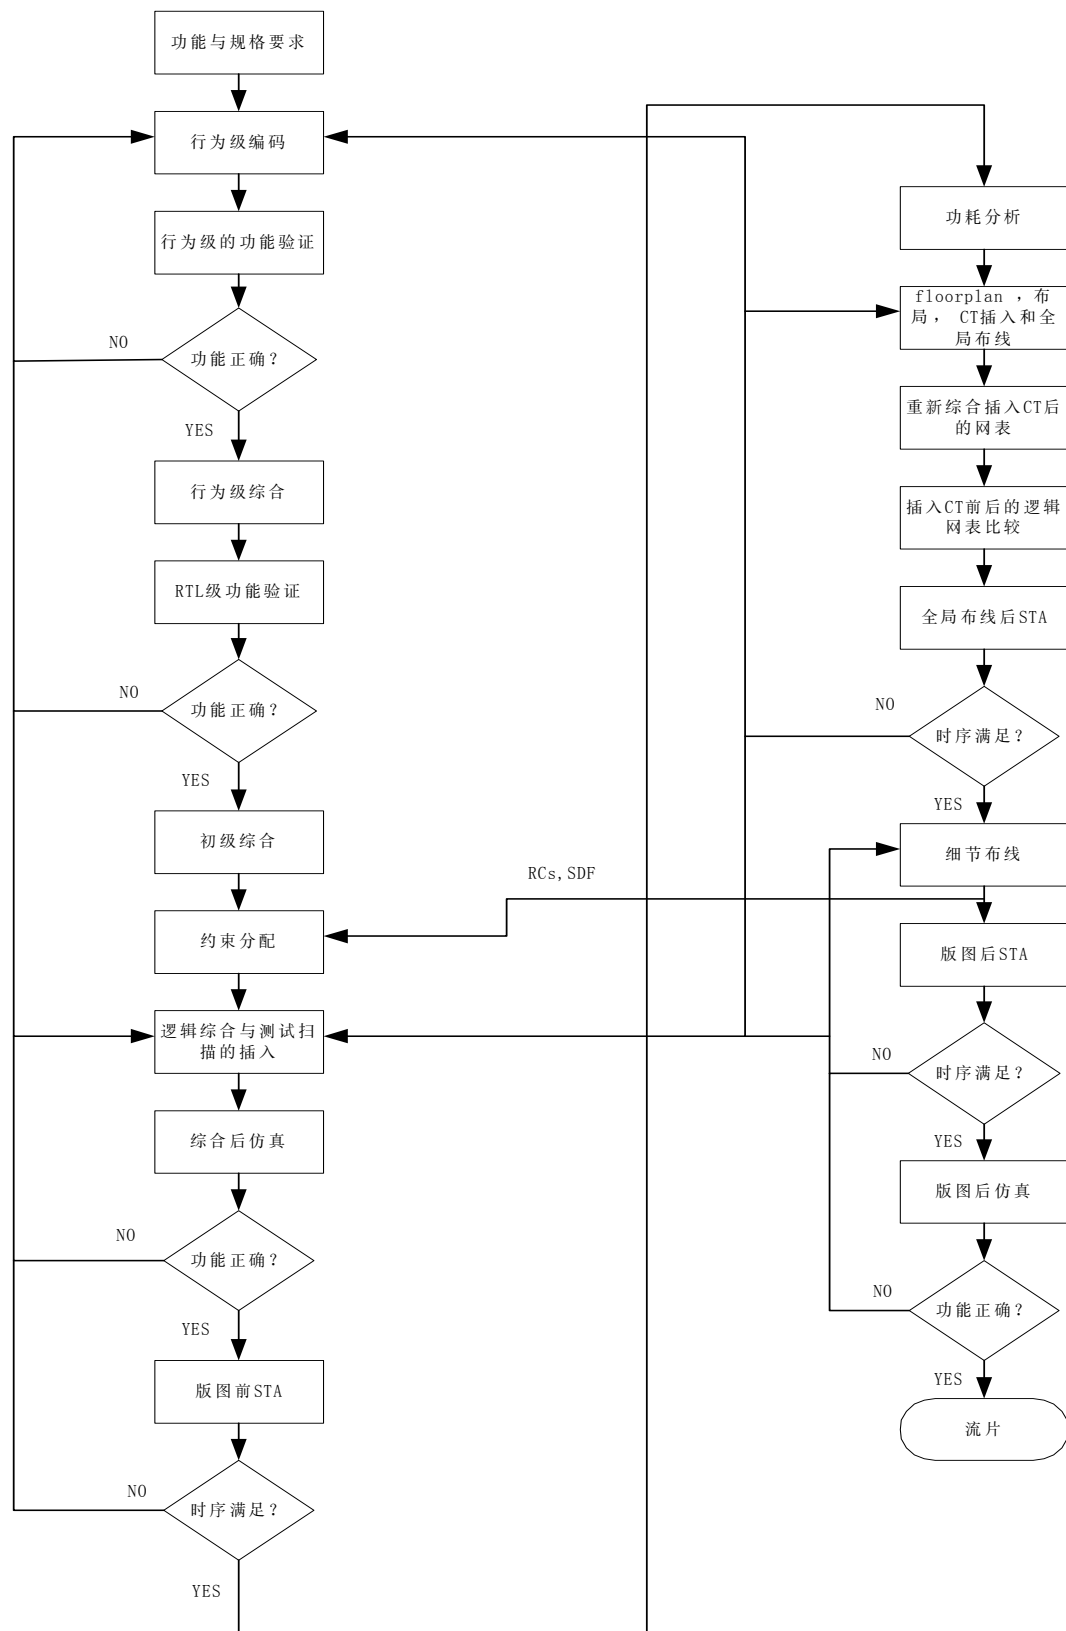 功能与规格要求
行为级编码
行为级的功能验证
功能正确？
NO
YES
行为级综合
RTL级功能验证
功能正确？
NO
YES
初级综合
约束分配
RCs,SDF
逻辑综合与测试扫
描的插入
综合后仿真
功能正确？
NO
YES
版图前STA
时序满足？
NO
YES
功耗分析
floorplan ，布
局， CT插入和全
局布线
重新综合插入CT后
的网表
插入CT前后的逻辑
网表比较
全局布线后STA
时序满足？
NO
YES
细节布线
版图后STA
时序满足？
NO
YES
版图后仿真
功能正确？
NO
YES
流片